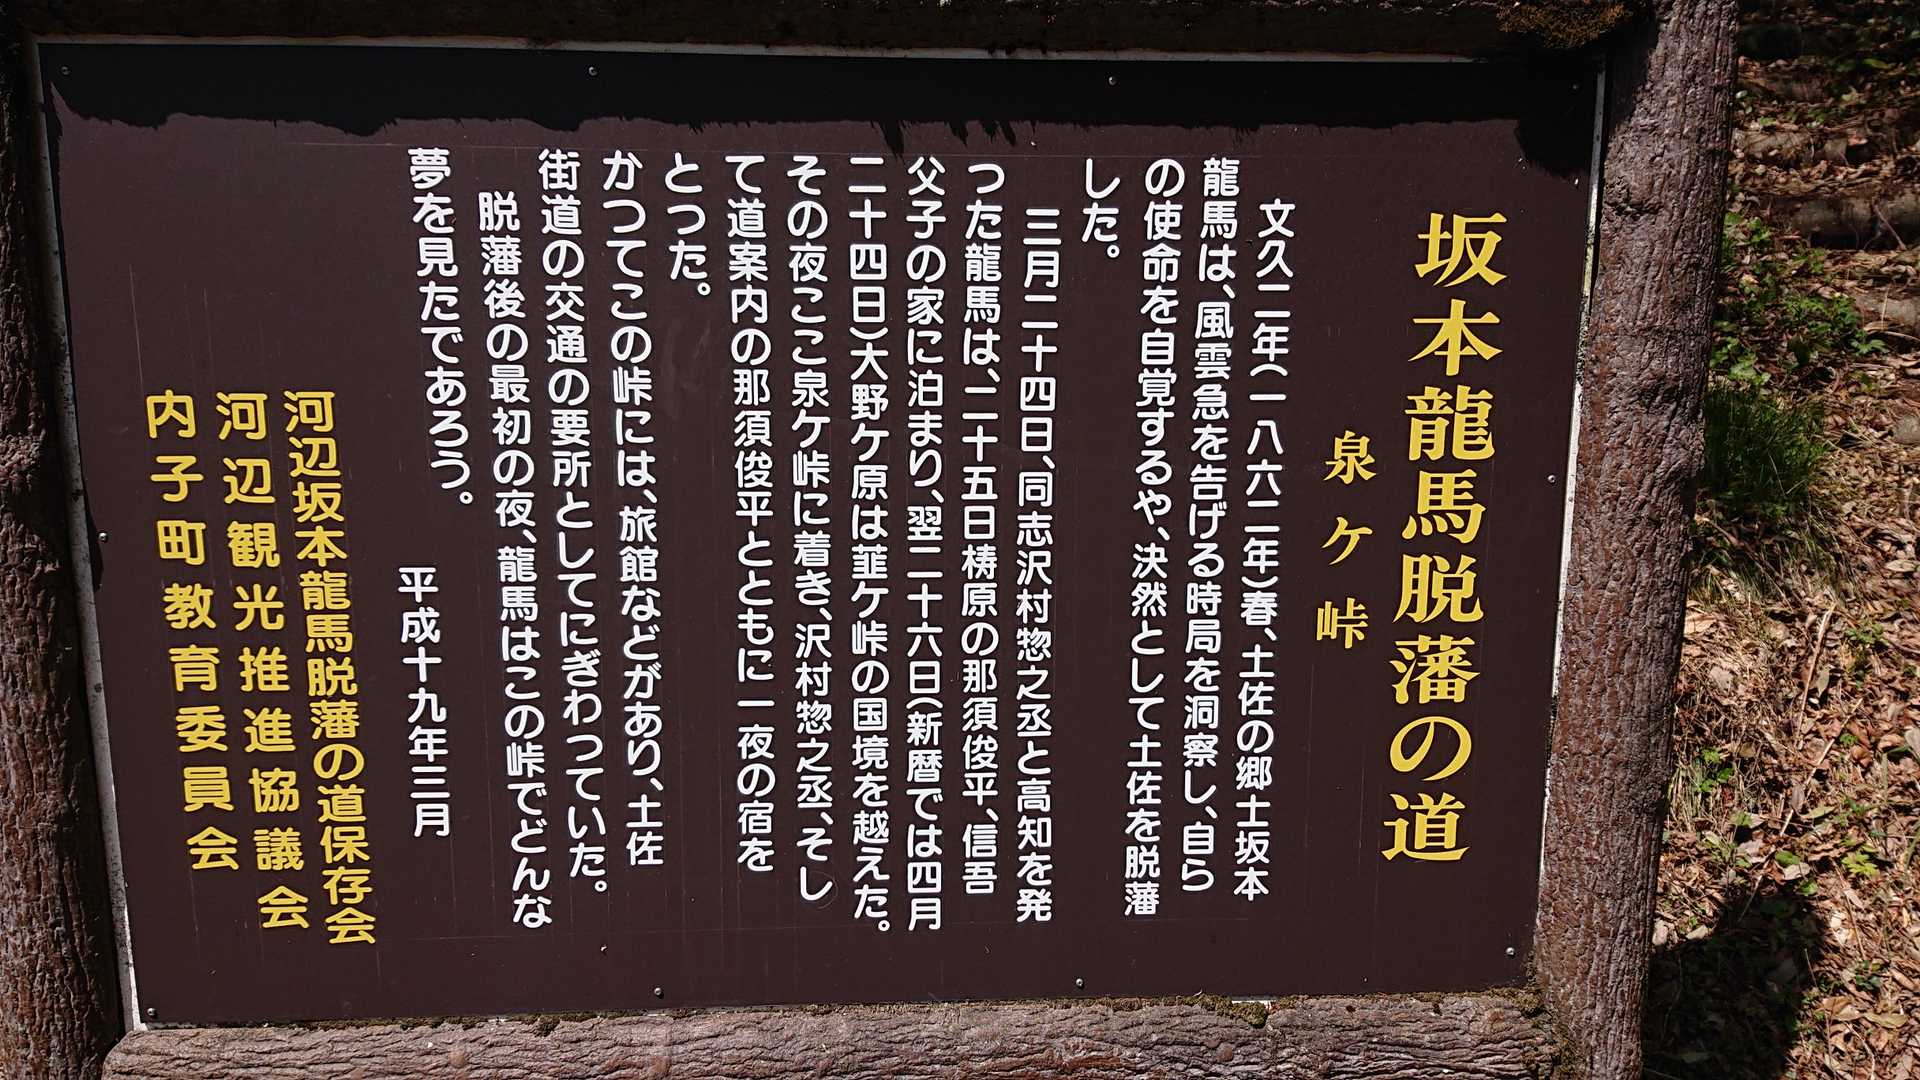 坂本龍馬脱藩の道
泉ケ峠
文久二年(一八六二年)春、土佐の郷士坂本
龍馬は、風雲急を告げる時局を洞察し、自ら
の使命を自覚するや、決然として土佐を脱藩
した。
三月二十四日、同志沢村惣之丞と高知を発
つた龍馬は、二十五日梼原の那須俊平、信吾
父子の家に泊まり、翌二十六日(新暦では四月
二十四日)大野ケ原は韮ケ峠の国境を越えた。
その夜ここ泉ケ峠に着き、沢村惣之丞、そし
て道案内の那須俊平とともに一夜の宿を
とった。
かつてこの峠には、旅館などがあり、土佐
街道の交通の要所としてにぎわっていた。
脱藩後の最初の夜、龍馬はこの峠でどんな
夢を見たであろう。
平成十九年三月
河辺坂本龍馬脱藩の道保存会
河辺観光推進協議会
内子町教育委員会